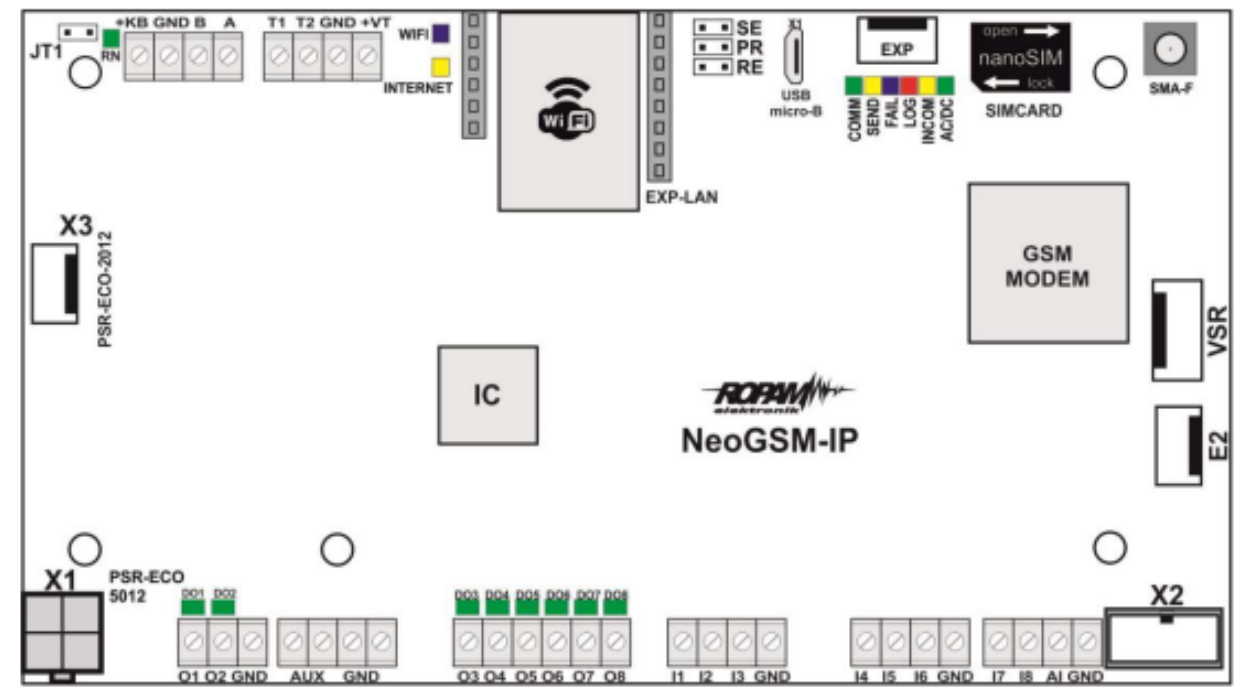 +KB GND B A
T1 T2 GND +VT
JT1
RN
WIFI
INTERNET
WiFi
EXP-LAN
SE
PR
RE
X1
USB
micro-B
EXP
COMM
SEND
FAIL
LOG
INCOM
AC/DC
open
nanoSIM
lock
SIMCARD
SMA-F
X3
PSR-ECO-2012
GSM
MODEM
VSR
IC
ROPAM
elektronik
NeoGSM-IP
E2
X1
PSR-ECO
5012
DO1 DO2
O1 O2 GND
AUX GND
DO3 DO4 DO5 DO6 DO7 DO8
O3 O4 O5 O6 O7 O8
I1 I2 I3 GND
I4 I5 I6 GND
I7 I8 AI GND
X2